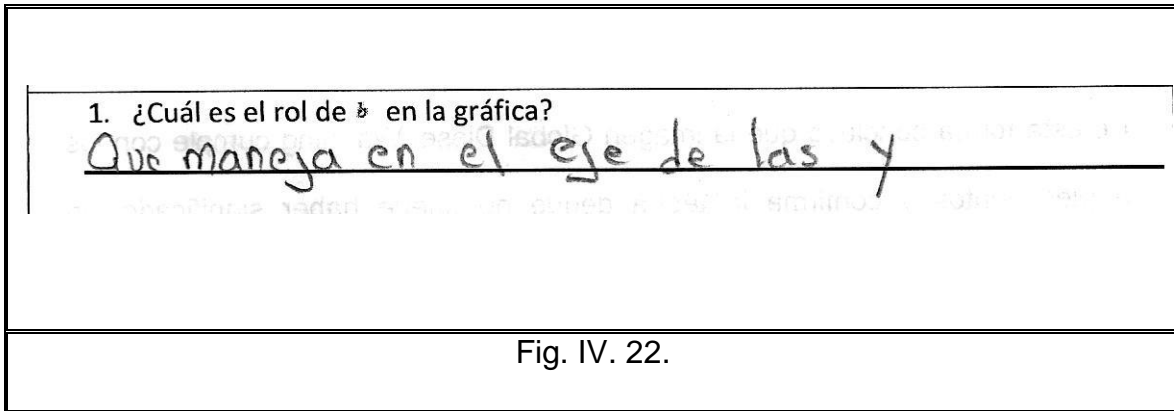 1. ¿Cuál es el rol de b en la gráfica?
Que maneja en el eje de las y
Fig. IV. 22.